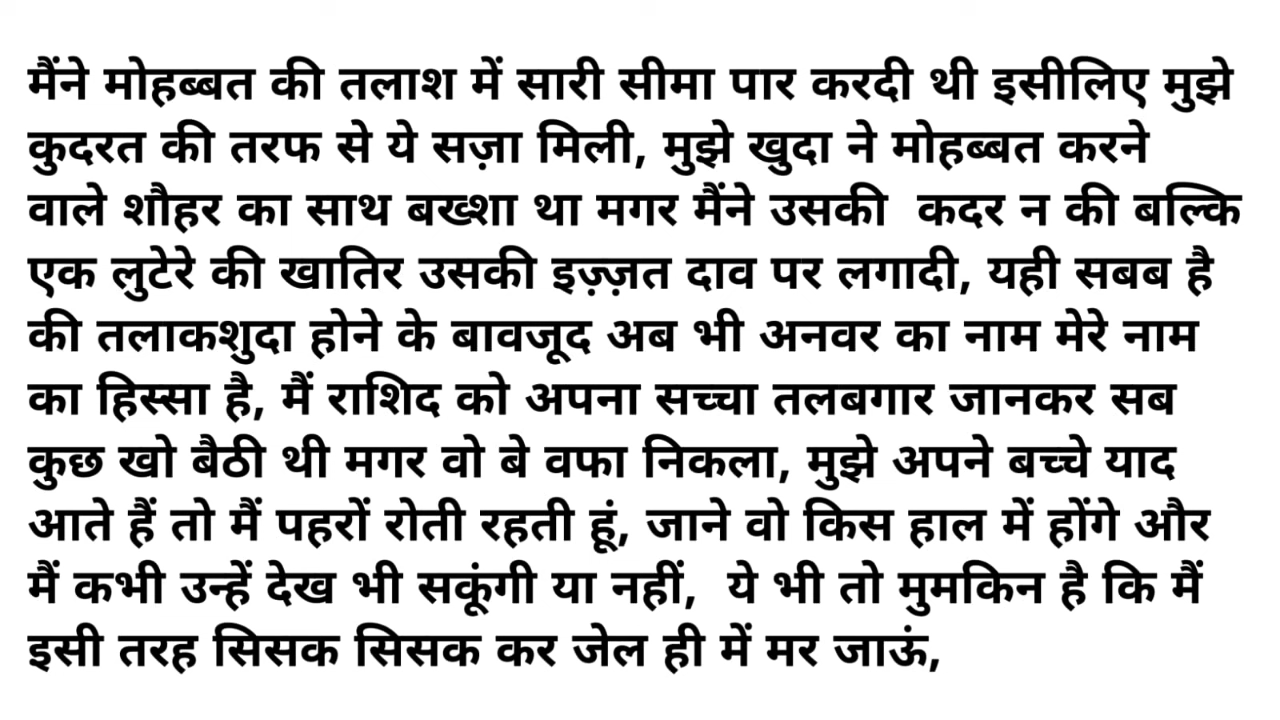 मैंने मोहब्बत की तलाश में सारी सीमा पार करदी थी इसीलिए मुझे
कुदरत की तरफ से ये सज़ा मिली, मुझे खुदा ने मोहब्बत करने
वाले शौहर का साथ बख्शा था मगर मैंने उसकी  कदर न की बल्कि
एक लुटेरे की खातिर उसकी इज़्ज़त दाव पर लगादी, यही सबब है
की तलाकशुदा होने के बावजूद अब भी अनवर का नाम मेरे नाम
का हिस्सा है, मैं राशिद को अपना सच्चा तलबगार जानकर सब
कुछ खो बैठी थी मगर वो बे वफा निकला, मुझे अपने बच्चे याद
आते हैं तो मैं पहरों रोती रहती हूं, जाने वो किस हाल में होंगे और
मैं कभी उन्हें देख भी सकूंगी या नहीं,  ये भी तो मुमकिन है कि मैं
इसी तरह सिसक सिसक कर जेल ही में मर जाऊं,